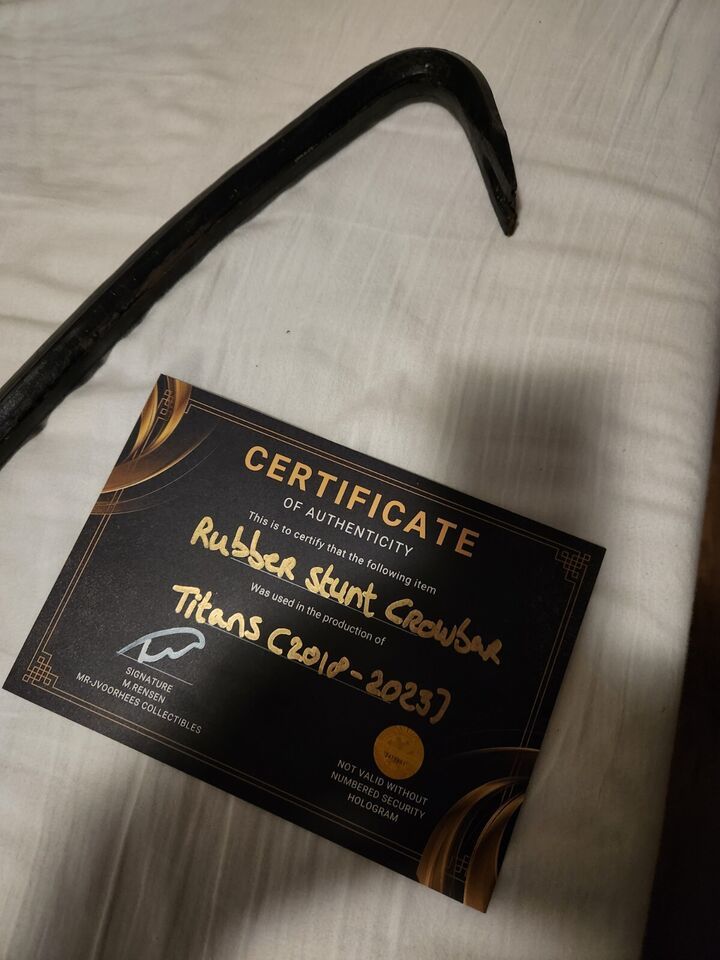 CERTIFICATE
OF AUTHENTICITY
This is to certify that the following item
Rubber Stunt Crowbar
Was used in the production of
Titans (2018-2023)
SIGNATURE
M.RENSEN
MR-JVOORHEES COLLECTIBLES
NOT VALID WITHOUT
NUMBERED SECURITY
HOLOGRAM